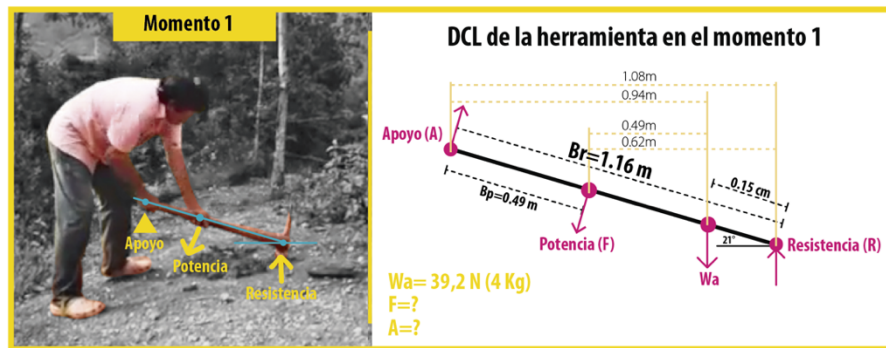 Momento 1
Apoyo
Potencia
Resistencia
DCL de la herramienta en el momento 1
1.08m
0.94m
0.49m
0.62m
Apoyo (A)
Br=1.16 m
0.15 cm
Bp=0.49 m
Potencia (F)
21°
Resistencia (R)
Wa
Wa= 39,2 N (4 Kg)
F=?
A=?